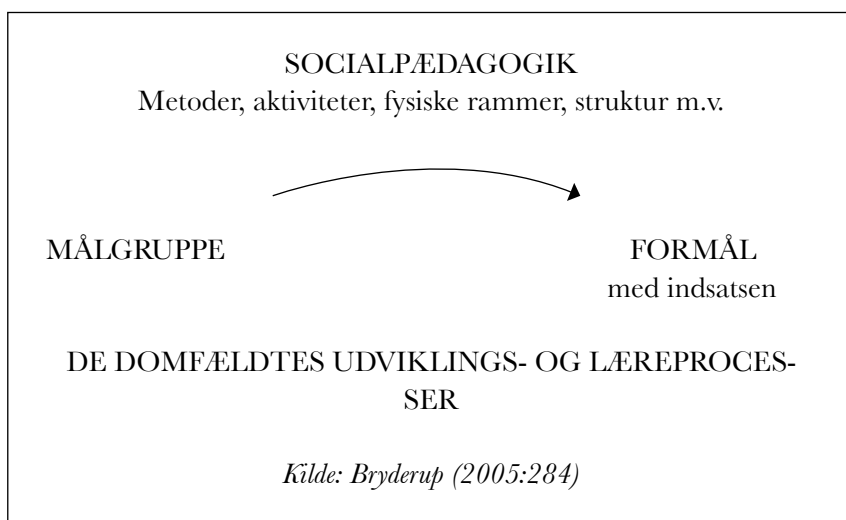 SOCIALPÆDAGOGIK
Metoder, aktiviteter, fysiske rammer, struktur m.v.
MÅLGRUPPE
FORMÅL
med indsatsen
DE DOMFÆLDTES UDVIKLINGS- OG LÆREPROCES-
SER
Kilde: Bryderup (2005:284)